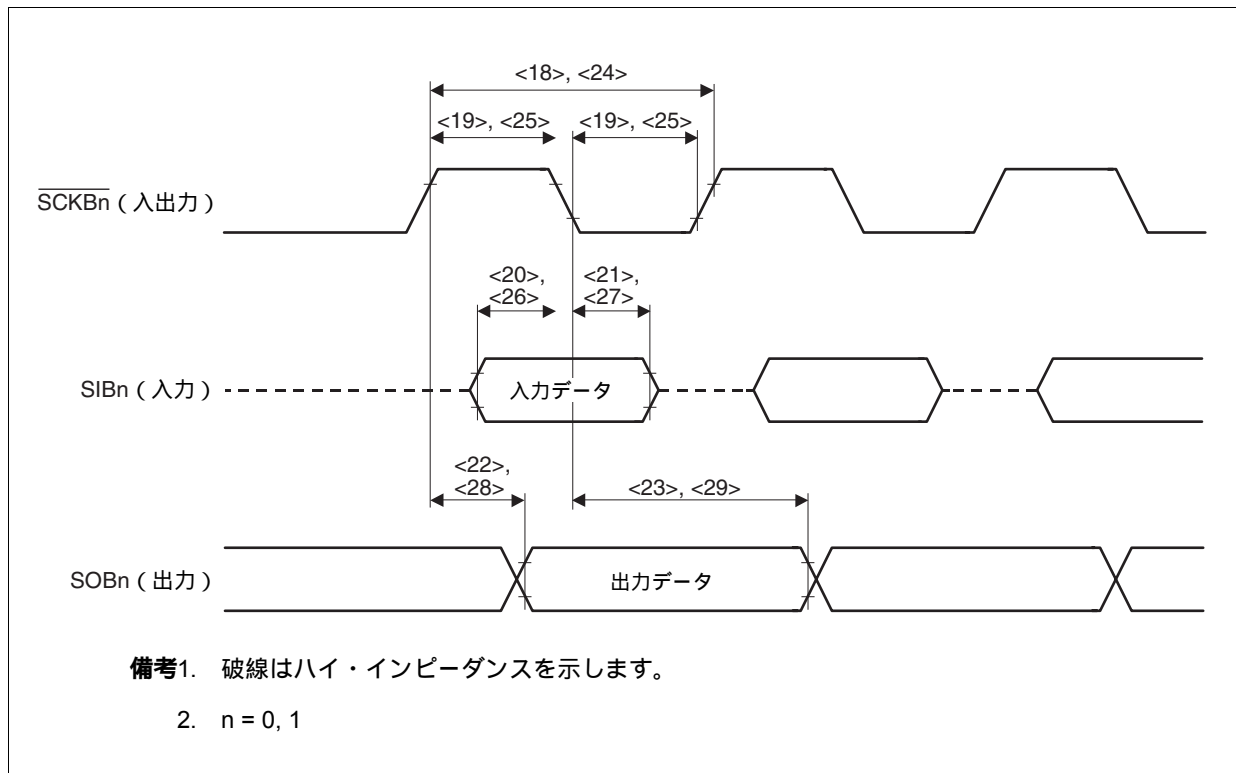 <18>, <24>
<19>, <25>
<19>, <25>
SCKBn(入出力)
<20>,
<26>
<21>,
<27>
SIBn(入力)
入力データ
<22>,
<28>
<23>, <29>
SOBn(出力)
出力データ
備考1. 破線はハイ・インピーダンスを示します。
2. n = 0, 1